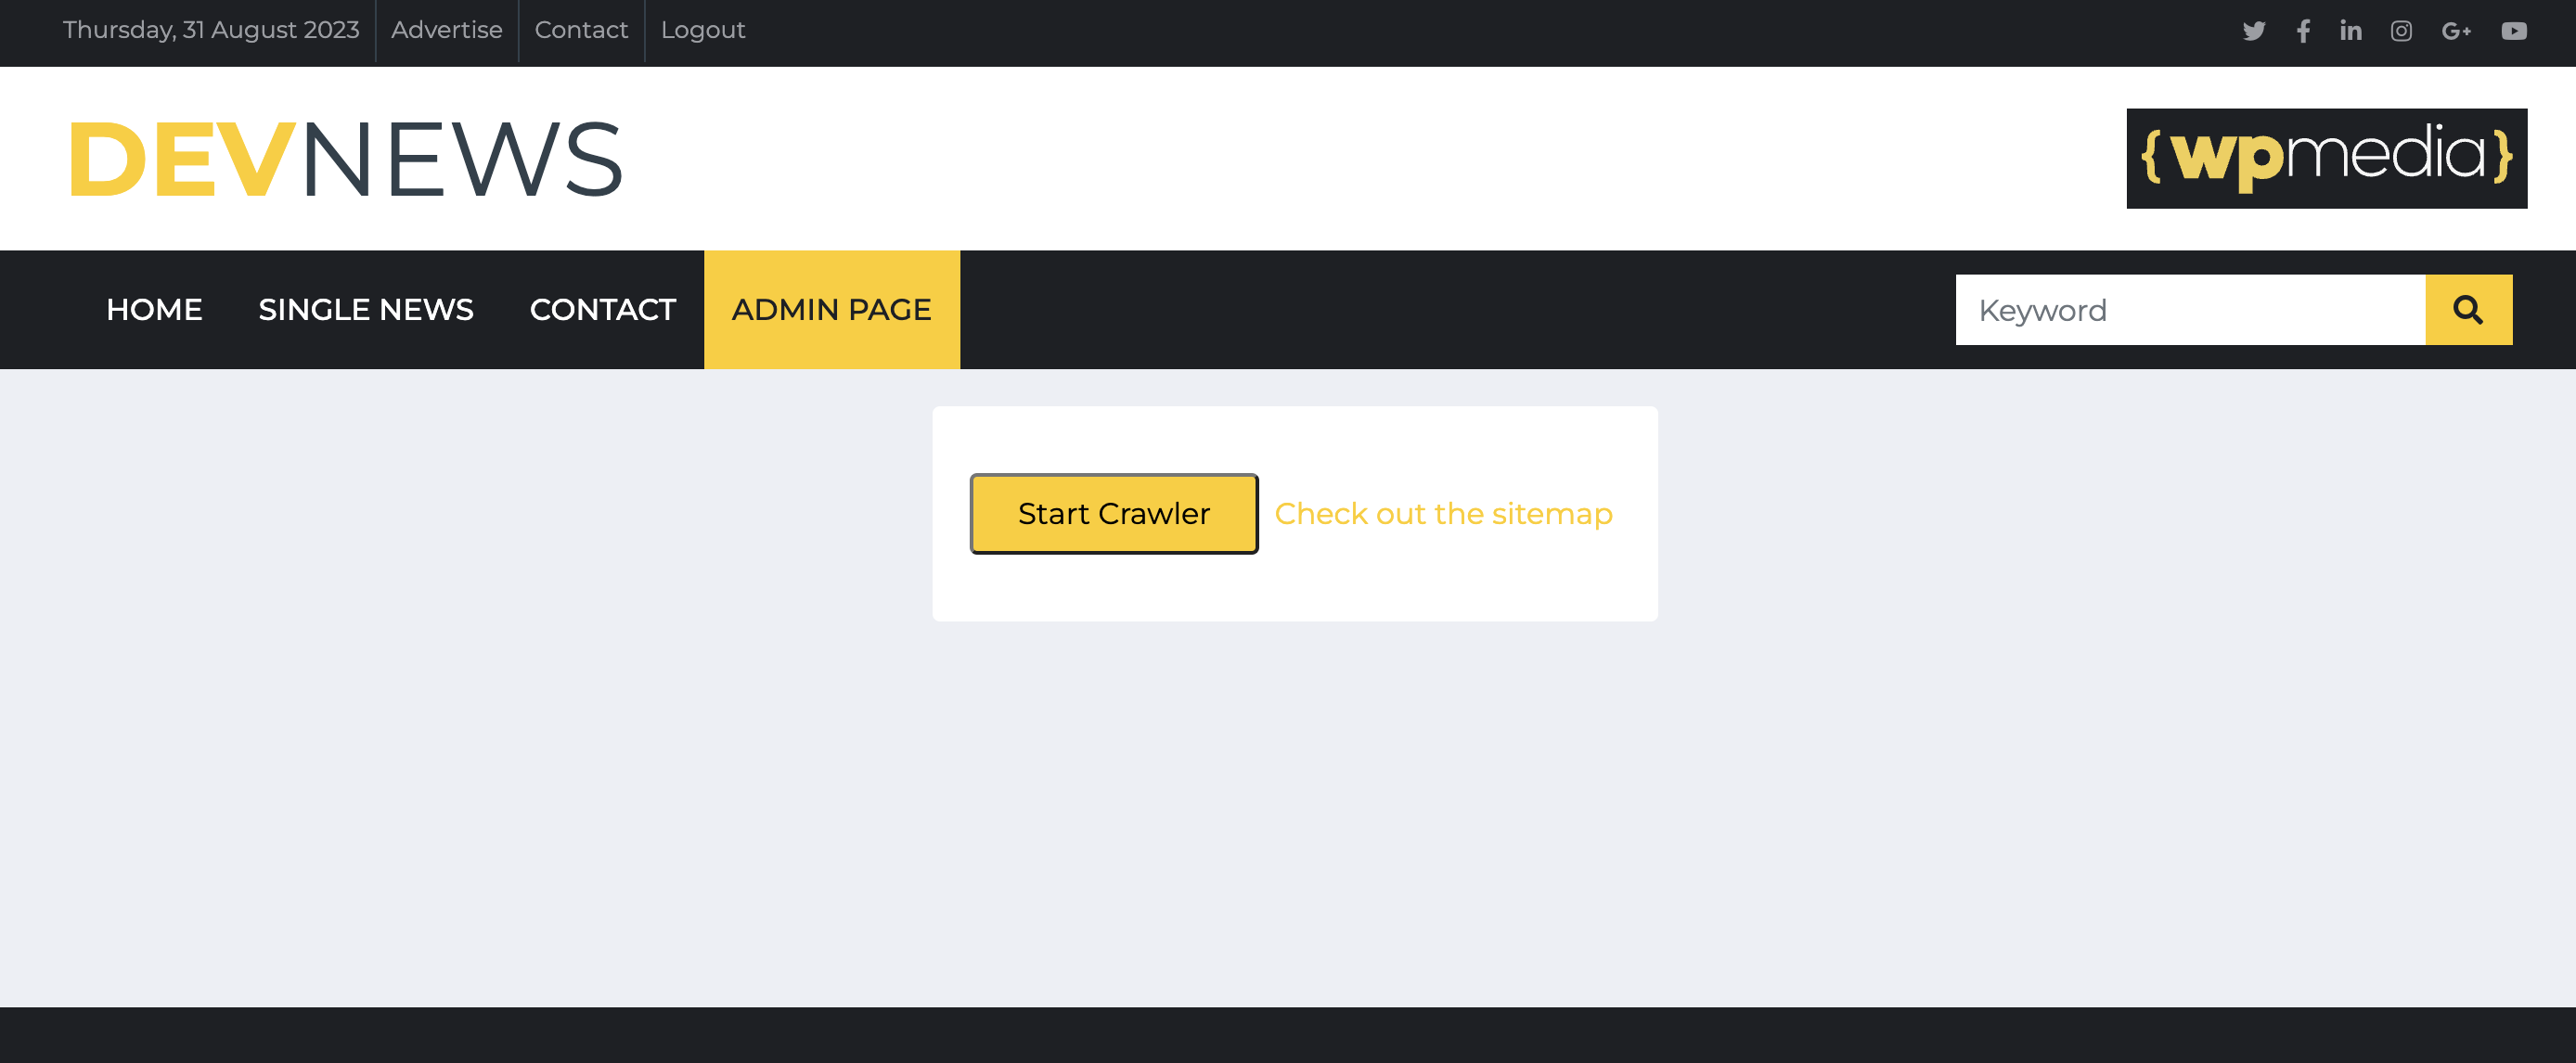 Thursday, 31 August 2023 Advertise Contact Logout
DEVNEWS
{wpmedia}
HOME SINGLE NEWS CONTACT ADMIN PAGE Keyword
Start Crawler Check out the sitemap